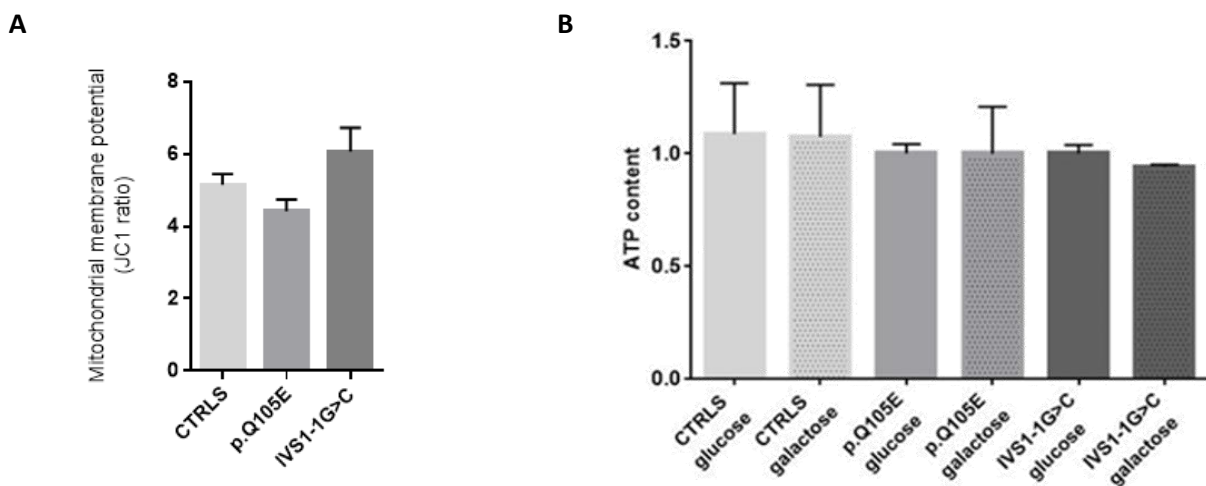 A
Mitochondrial membrane potential
(JC1 ratio)
8
6
4
2
0
CTRLS
p.Q105E
IVS1-1G>C
B
ATP content
1.5
1.0
0.5
0.0
CTRLS
glucose
CTRLS
galactose
p.Q105E
glucose
p.Q105E
galactose
IVS1-1G>C
glucose
IVS1-1G>C
galactose